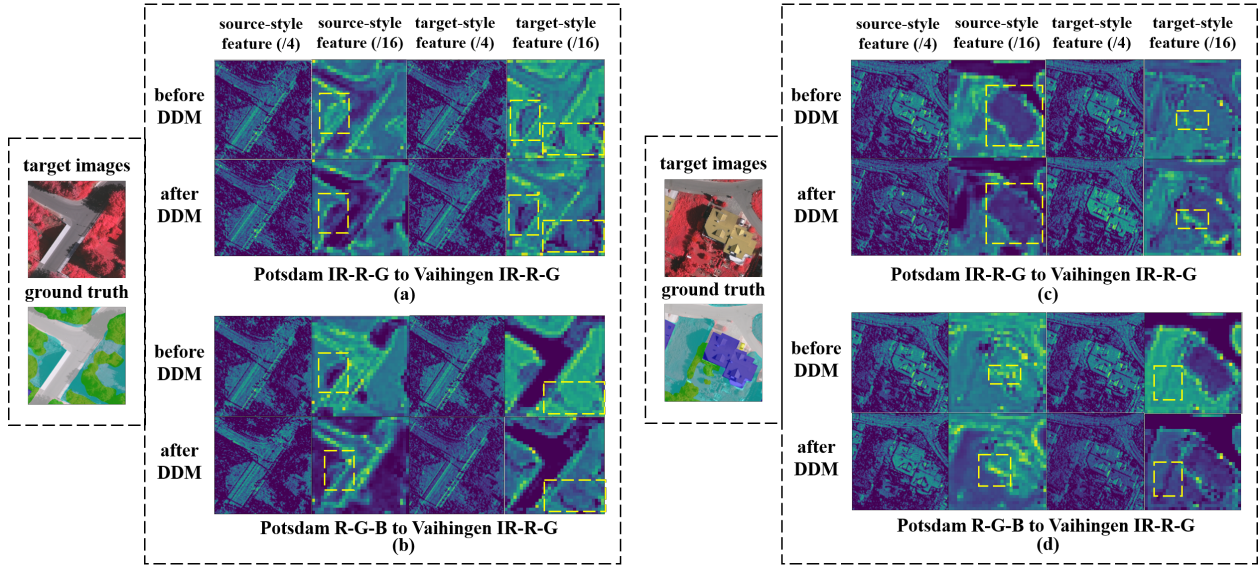 source-style
feature (/4)
source-style
feature (/16)
target-style
feature (/4)
target-style
feature (/16)
before
DDM
after
DDM
Potsdam IR-R-G to Vaihingen IR-R-G
(a)
target images
ground truth
before
DDM
after
DDM
Potsdam R-G-B to Vaihingen IR-R-G
(b)
source-style
feature (/4)
source-style
feature (/16)
target-style
feature (/4)
target-style
feature (/16)
before
DDM
after
DDM
Potsdam IR-R-G to Vaihingen IR-R-G
(c)
target images
ground truth
before
DDM
after
DDM
Potsdam R-G-B to Vaihingen IR-R-G
(d)